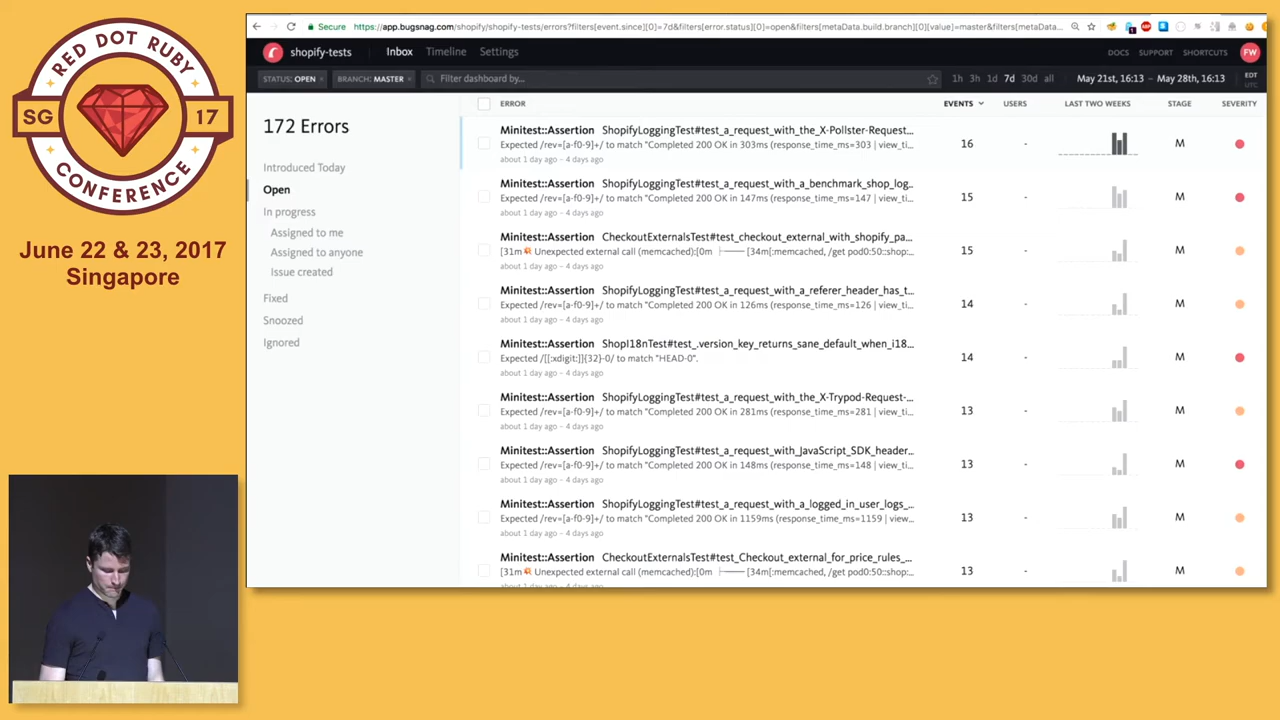 RED DOT RUBY
SG
17
CONFERENCE
June 22 & 23, 2017
Singapore
Secure
https://app.bugsnag.com/shopify/shopify-tests/errors?filters[event.since][0]=7d&filters[error.status][0]=open&filters[metaData.build.branch][0][value]=master&filters[metaData...
shopify-tests
Inbox
Timeline
Settings
DOCS
SUPPORT
SHORTCUTS
FW
STATUS: OPEN ×
BRANCH: MASTER ×
Filter dashboard by...
1h 3h 1d 7d 30d all
May 21st, 16:13 – May 28th, 16:13
EDT
UTC
172 Errors
Introduced Today
Open
In progress
Assigned to me
Assigned to anyone
Issue created
Fixed
Snoozed
Ignored
ERROR
EVENTS
USERS
LAST TWO WEEKS
STAGE
SEVERITY
Minitest::Assertion ShopifyLoggingTest#test_a_request_with_the_X-Pollster-Request...
Expected /rev=[a-f0-9]+/ to match "Completed 200 OK in 303ms (response_time_ms=303 | view_ti...
about 1 day ago - 4 days ago
16
-
M
Minitest::Assertion ShopifyLoggingTest#test_a_request_with_a_benchmark_shop_log...
Expected /rev=[a-f0-9]+/ to match "Completed 200 OK in 147ms (response_time_ms=147 | view_ti...
about 1 day ago - 4 days ago
15
-
M
Minitest::Assertion CheckoutExternalsTest#test_checkout_external_with_shopify_pa...
[31m Unexpected external call (memcached):[0m ├── [34m[:memcached, /get pod0:50::shop:...
about 1 day ago - 4 days ago
15
-
M
Minitest::Assertion ShopifyLoggingTest#test_a_request_with_a_referer_header_has_t...
Expected /rev=[a-f0-9]+/ to match "Completed 200 OK in 126ms (response_time_ms=126 | view_ti...
about 1 day ago - 4 days ago
14
-
M
Minitest::Assertion ShopI18nTest#test_.version_key_returns_sane_default_when_i18...
Expected /[[:xdigit:]]{32}-0/ to match "HEAD-0".
about 1 day ago - 4 days ago
14
-
M
Minitest::Assertion ShopifyLoggingTest#test_a_request_with_the_X-Trypod-Request-...
Expected /rev=[a-f0-9]+/ to match "Completed 200 OK in 281ms (response_time_ms=281 | view_ti...
about 1 day ago - 4 days ago
13
-
M
Minitest::Assertion ShopifyLoggingTest#test_a_request_with_JavaScript_SDK_header...
Expected /rev=[a-f0-9]+/ to match "Completed 200 OK in 148ms (response_time_ms=148 | view_ti...
about 1 day ago - 4 days ago
13
-
M
Minitest::Assertion ShopifyLoggingTest#test_a_request_with_a_logged_in_user_logs_...
Expected /rev=[a-f0-9]+/ to match "Completed 200 OK in 1159ms (response_time_ms=1159 | view...
about 1 day ago - 4 days ago
13
-
M
Minitest::Assertion CheckoutExternalsTest#test_Checkout_external_for_price_rules_...
[31m Unexpected external call (memcached):[0m ├── [34m[:memcached, /get pod0:50::shop:...
about 1 day ago - 4 days ago
13
-
M